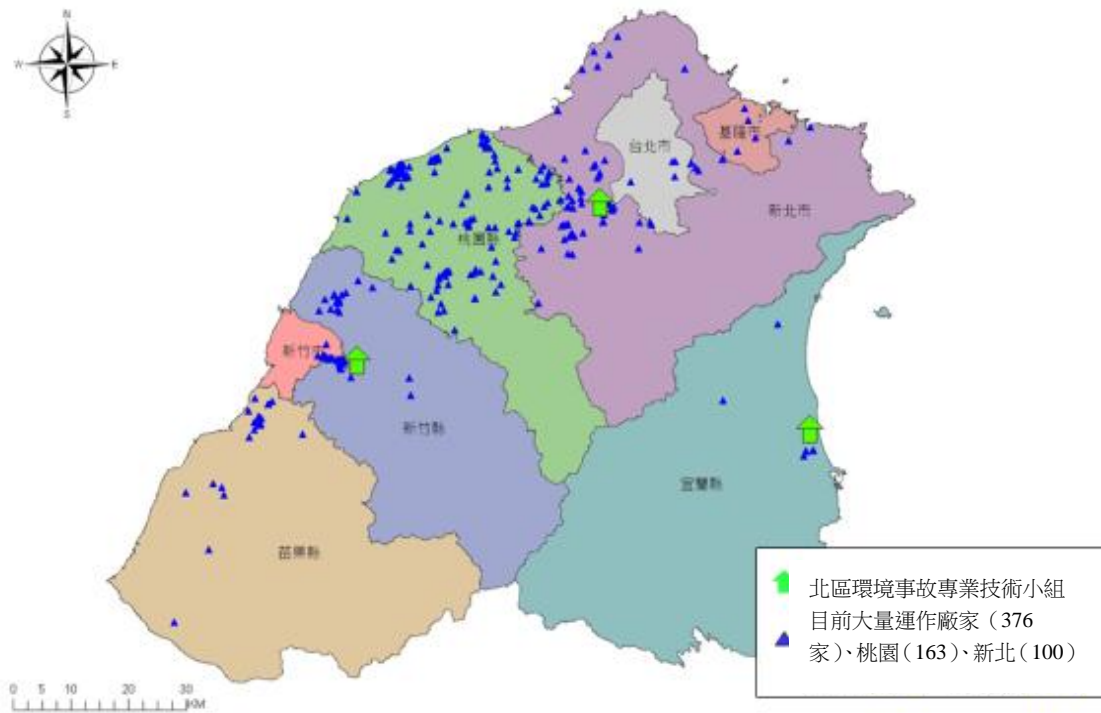 N
W E
S
基隆市
台北市
新北市
桃園縣
新竹市
新竹縣
宜蘭縣
苗栗縣
北區環境事故專業技術小組
目前大量運作廠家（376
家）、桃園（163）、新北（100）
0 5 10 20 30
KM